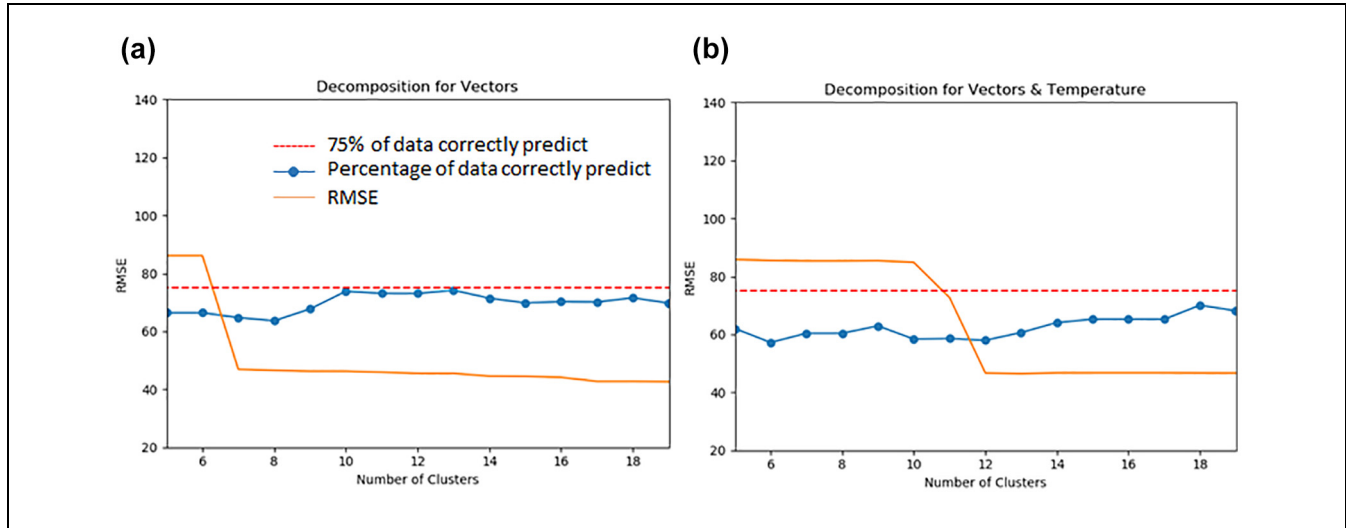 (a)
Decomposition for Vectors
140
120
100
80
60
40
20
RMSE
75% of data correctly predict
Percentage of data correctly predict
RMSE
6 8 10 12 14 16 18
Number of Clusters
(b)
Decomposition for Vectors & Temperature
140
120
100
80
60
40
20
RMSE
6 8 10 12 14 16 18
Number of Clusters